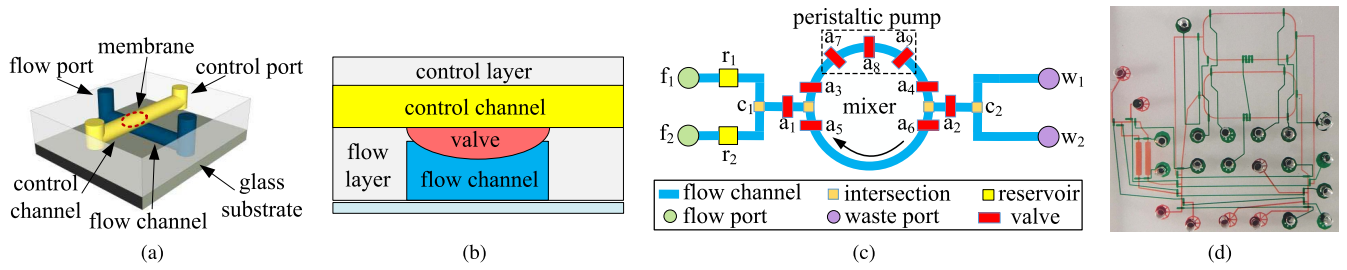 membrane
flow port
control port
control
channel
flow channel
glass
substrate
(a)
control layer
control channel
valve
flow
layer
flow channel
(b)
peristaltic pump
a7
a8
a9
f1
r1
c1
a1
a3
a5
mixer
a4
a6
a2
c2
w1
f2
r2
w2
flow channel
intersection
reservoir
flow port
waste port
valve
(c)
(d)